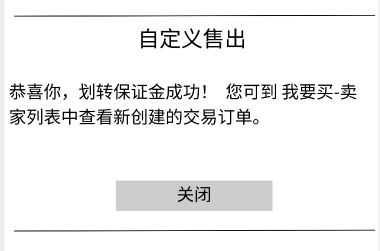 自定义售出
恭喜你，划转保证金成功！ 您可到 我要买-卖
家列表中查看新创建的交易订单。
关闭